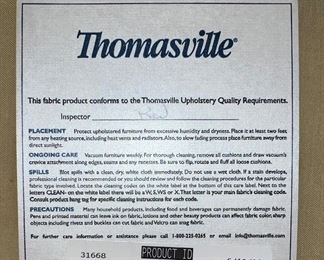 Thomasville®
This fabric product conforms to the Thomasville Upholstery Quality Requirements.
Inspector
PLACEMENT Protect upholstered furniture from excessive humidity and dryness. Place it at least two feet
from any heating source, including heat vents and radiators. Also, to slow fading process place furniture away from
direct sunlight.
ONGOING CARE Vacuum furniture weekly. For thorough cleaning, remove all cushions and draw vacuum's
crevice attachment along edges, seams and any crevices. Be sure to flip, rotate and fluff all loose cushions.
SPILLS Blot spills with a clean, dry, white cloth immediately. Do not use a wet cloth. If a stain develops,
professional cleaning is recommended or you should review and follow the cleaning procedures for the particular
fabric type involved. Locate the cleaning codes on the white label at the bottom of this care label. Next to the
letters CLEAN- on the white label there will be a W, S, WS or X. That letter is your main fabric cleaning code.
Consult product hang tag for specific cleaning instructions for each code.
PRECAUTIONS Many household products, including food and beverages can permanently damage fabric.
Pens and printed material can leave ink on fabric, lotions and other beauty products can affect fabric color, sharp
objects including rivets and buckles can cut fabric and Velcro can snag fabric.
For further care information or assistance please call 1-800-225-0265 or email info@thomasville.com
31668 PRODUCT ID